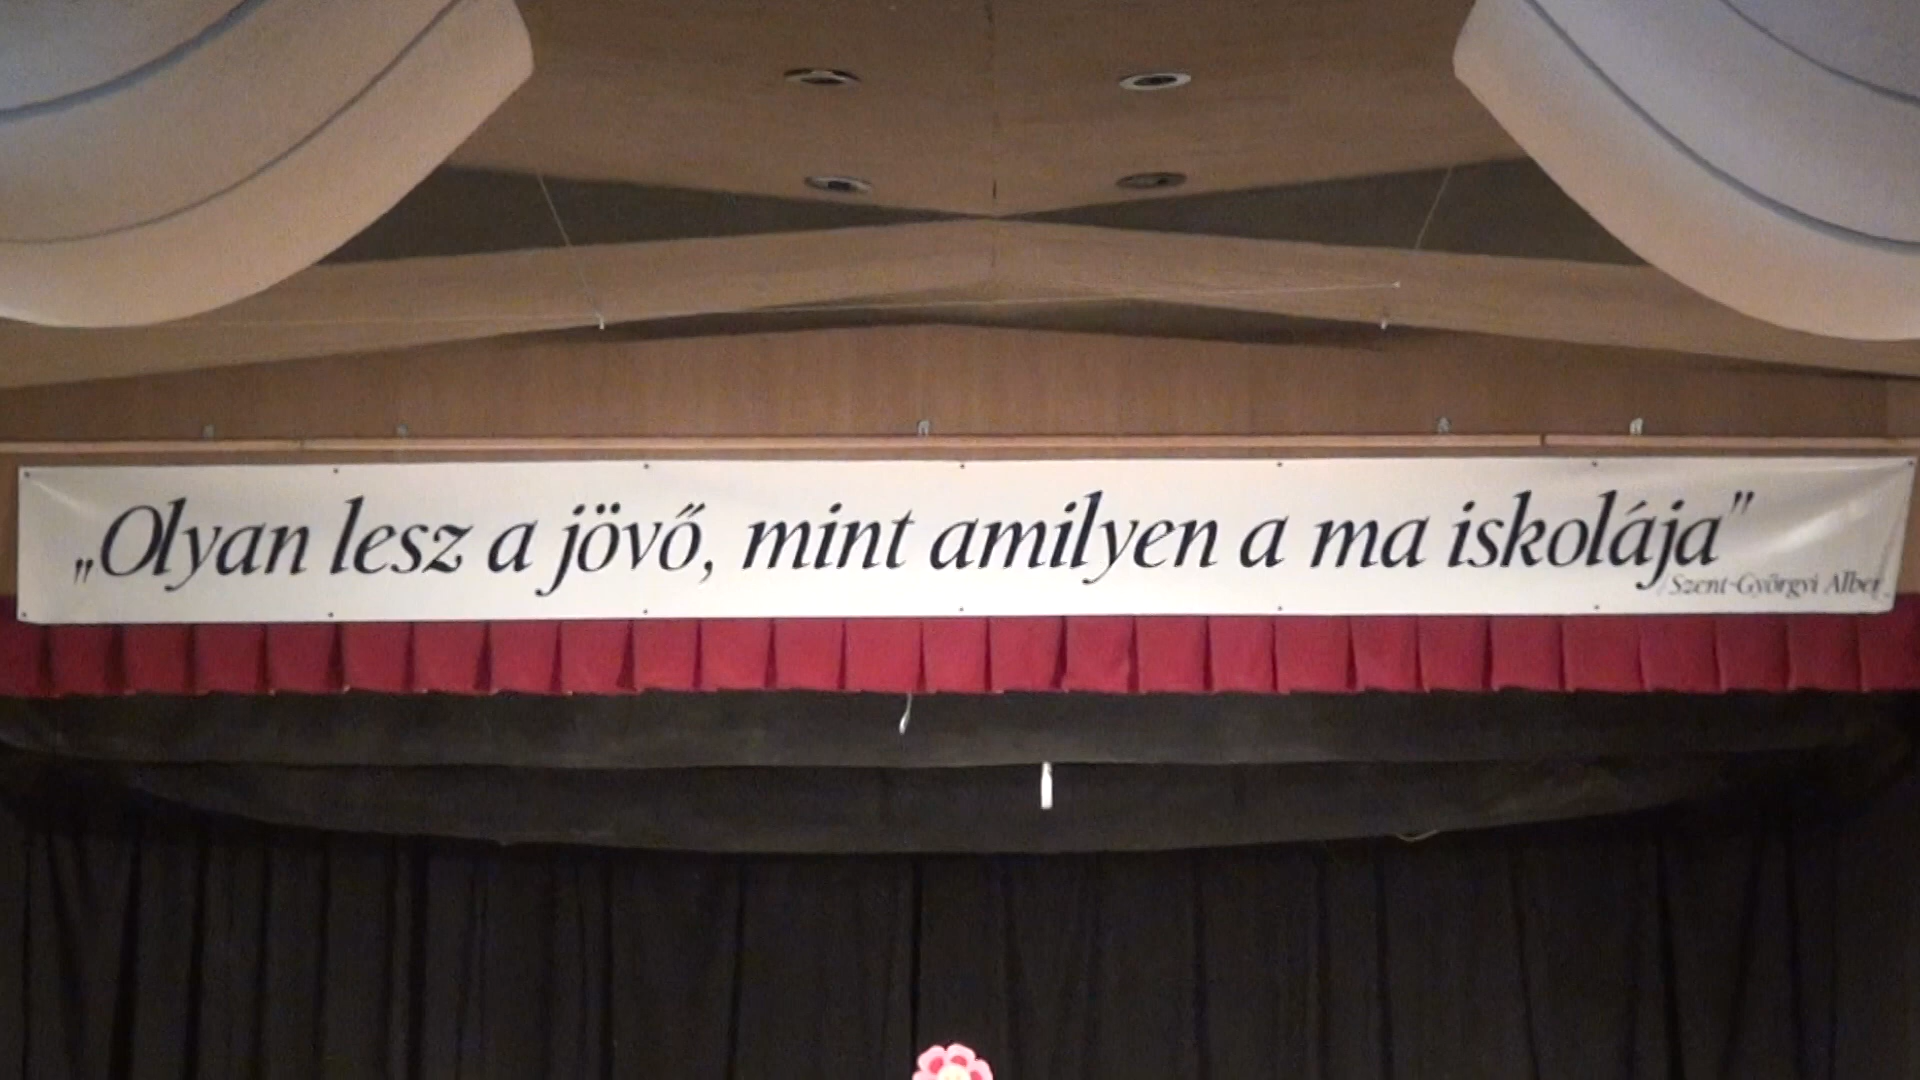 „Olyan lesz a jövő, mint amilyen a ma iskolája"
Szent-Györgyi Albert